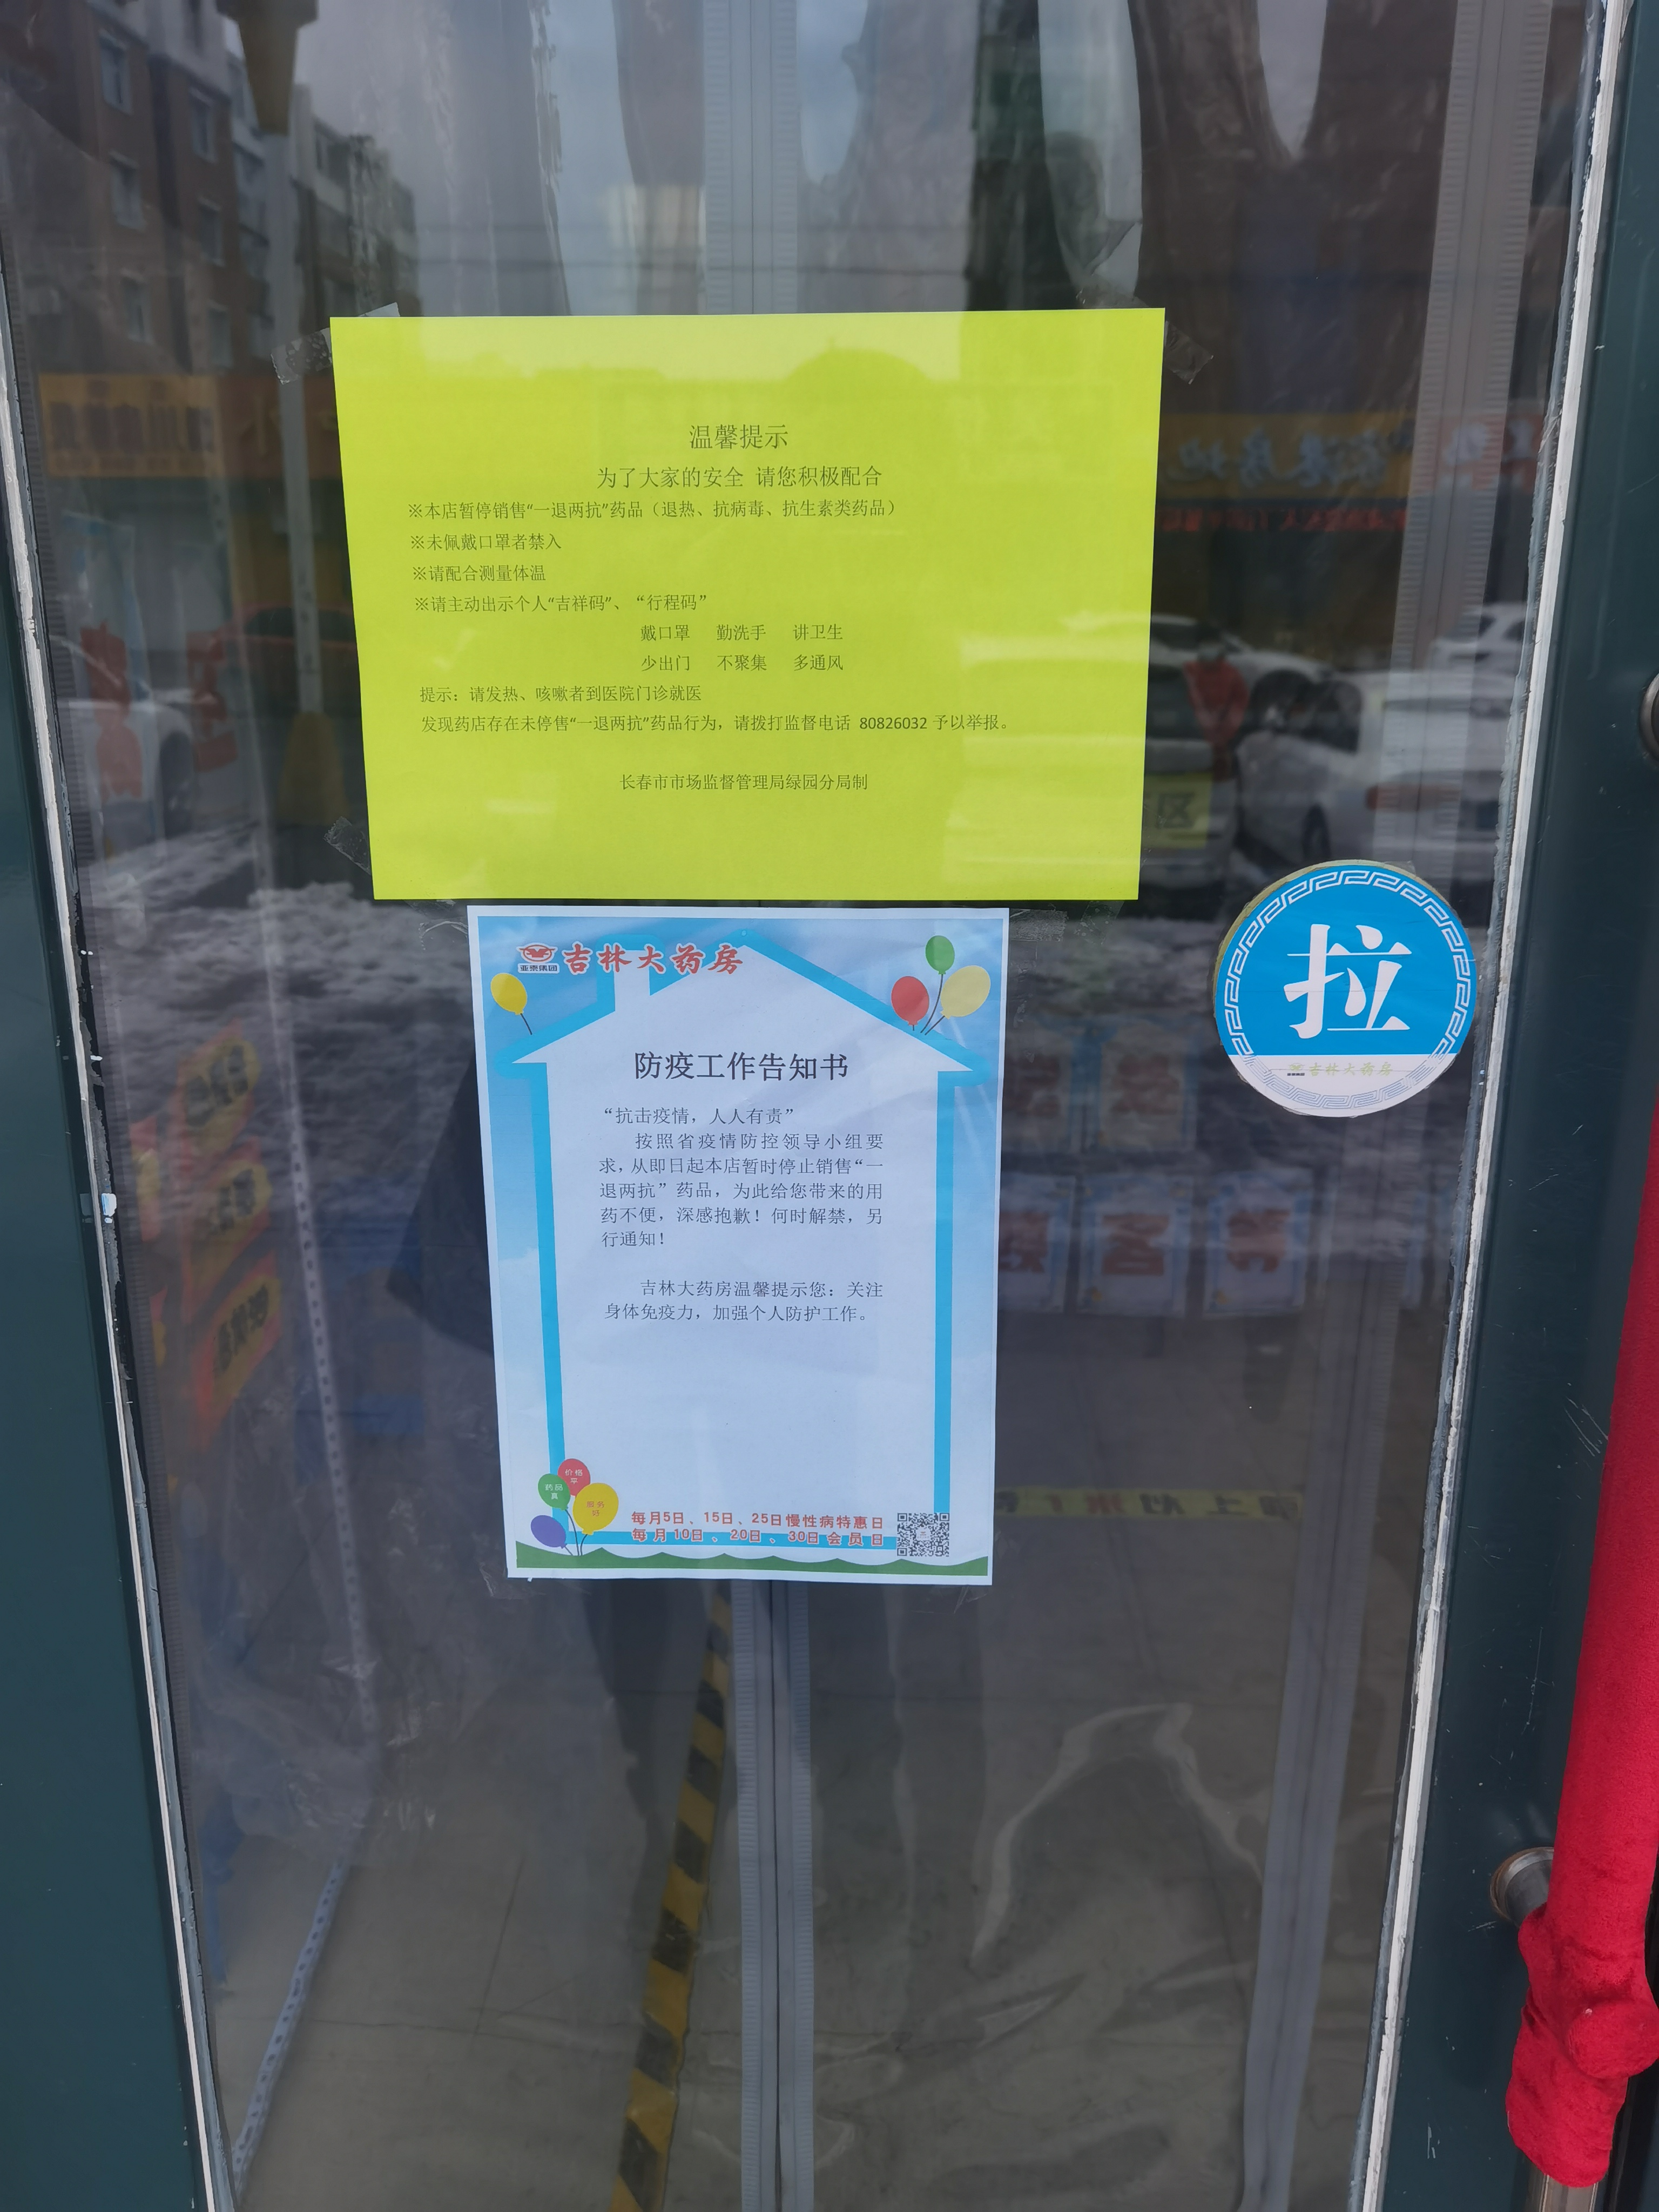 温馨提示
为了大家的安全 请您积极配合
※本店暂停销售“一退两抗”药品（退热、抗病毒、抗生素类药品）
※未佩戴口罩者禁入
※请配合测量体温
※请主动出示个人“吉祥码”、“行程码”
戴口罩 勤洗手 讲卫生
少出门 不聚集 多通风
提示：请发热、咳嗽者到医院门诊就医
发现药店存在未停售“一退两抗”药品行为，请拨打监督电话 80826032 予以举报。
长春市市场监督管理局绿园分局制
亚泰集团 吉林大药房
防疫工作告知书
“抗击疫情，人人有责”
按照省疫情防控领导小组要
求，从即日起本店暂时停止销售“一
退两抗”药品，为此给您带来的用
药不便，深感抱歉！何时解禁，另
行通知！
吉林大药房温馨提示您：关注
身体免疫力，加强个人防护工作。
价格
平
药品
真
服务
好
每月5日、15日、25日慢性病特惠日
每月10日、20日、30日会员日
拉
吉林大药房